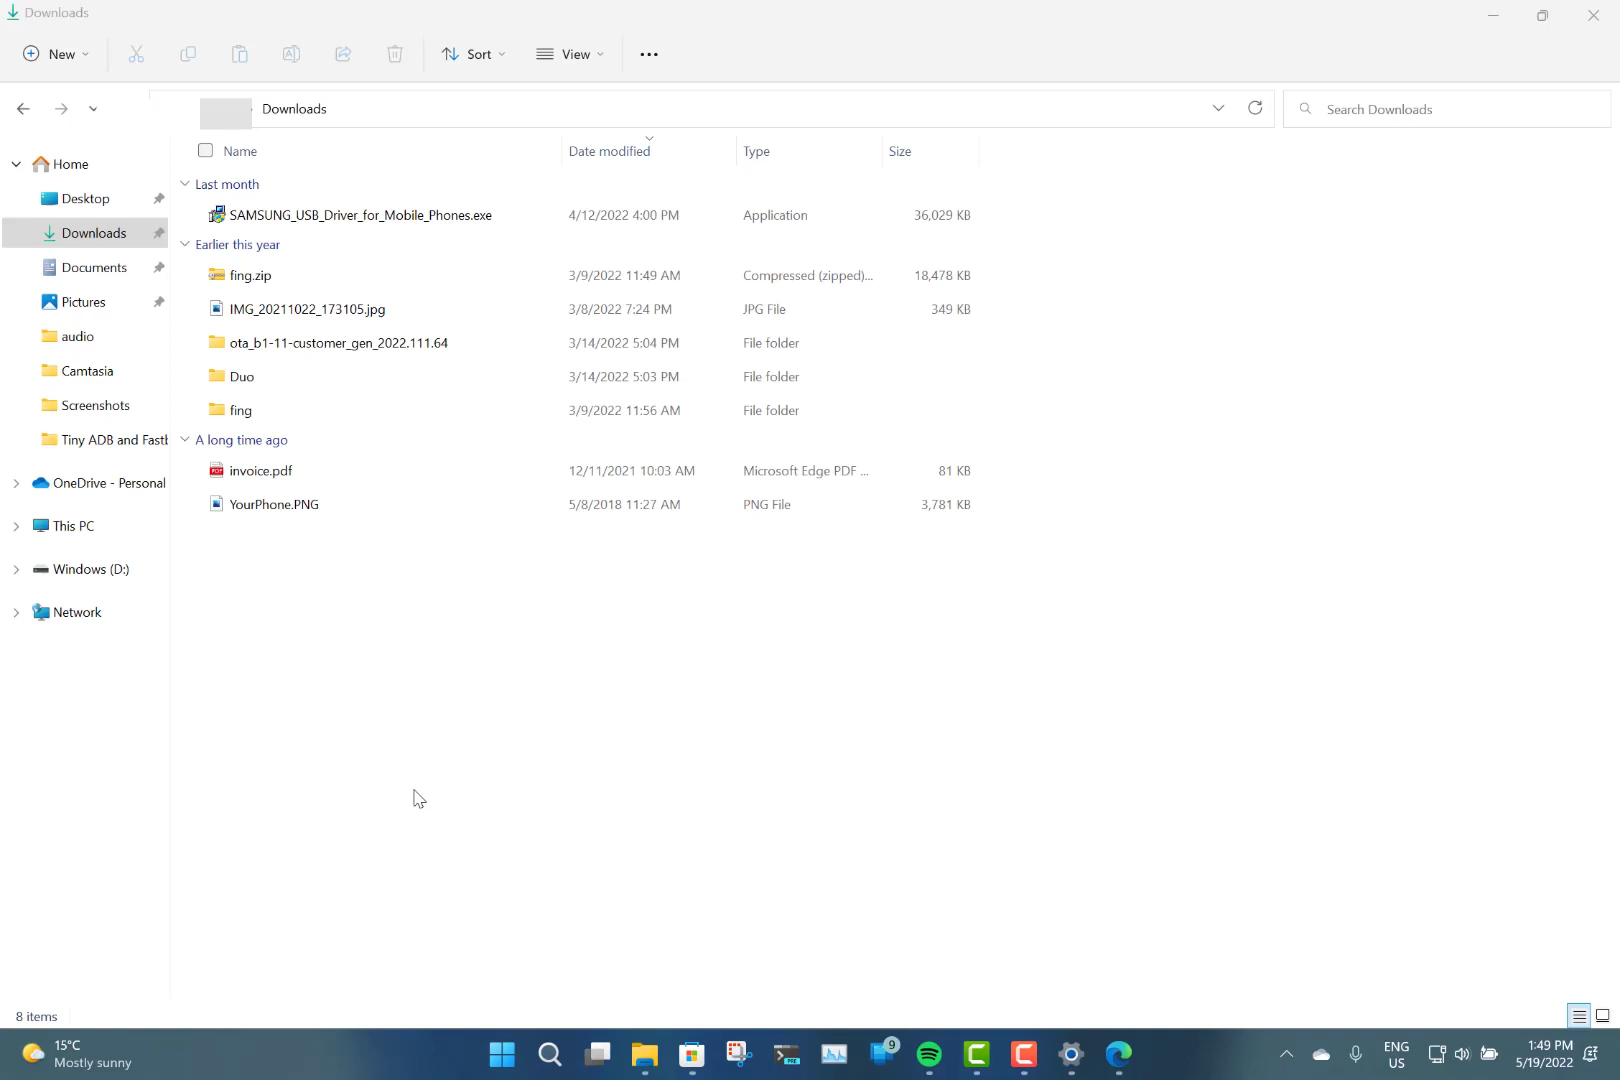 Downloads
New
Sort
View
Downloads
Search Downloads
Name Date modified Type Size
Home
Desktop
Downloads
Documents
Pictures
audio
Camtasia
Screenshots
Tiny ADB and Fastb
OneDrive - Personal
This PC
Windows (D:)
Network
Last month
SAMSUNG_USB_Driver_for_Mobile_Phones.exe 4/12/2022 4:00 PM Application 36,029 KB
Earlier this year
fing.zip 3/9/2022 11:49 AM Compressed (zipped)... 18,478 KB
IMG_20211022_173105.jpg 3/8/2022 7:24 PM JPG File 349 KB
ota_b1-11-customer_gen_2022.111.64 3/14/2022 5:04 PM File folder
Duo 3/14/2022 5:03 PM File folder
fing 3/9/2022 11:56 AM File folder
A long time ago
invoice.pdf 12/11/2021 10:03 AM Microsoft Edge PDF ... 81 KB
YourPhone.PNG 5/8/2018 11:27 AM PNG File 3,781 KB
8 items
15°C
Mostly sunny
PRE
9
ENG
US
1:49 PM
5/19/2022